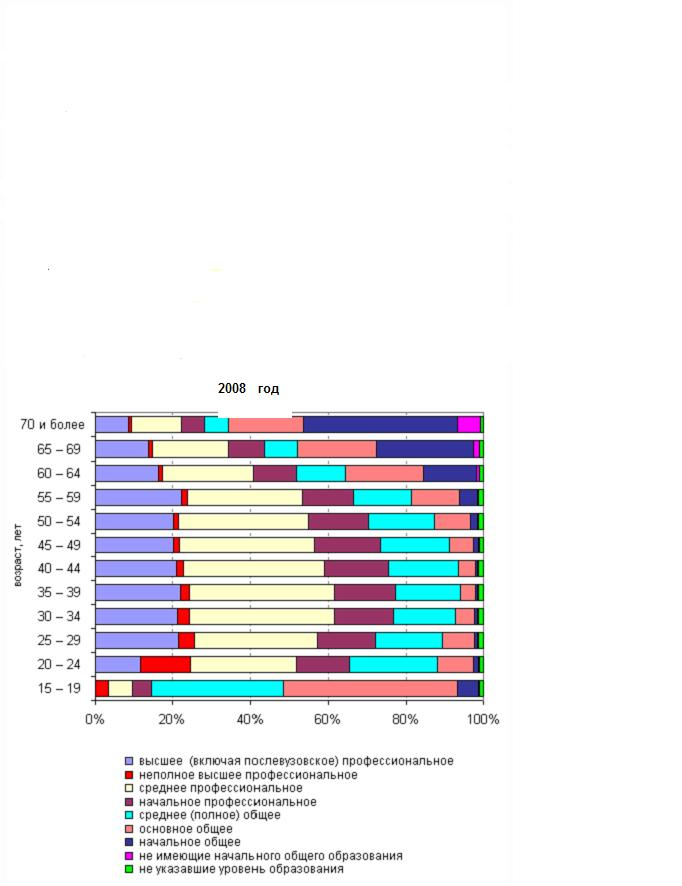 2008 год
70 и более
65 – 69
60 – 64
55 – 59
50 – 54
45 – 49
40 – 44
35 – 39
30 – 34
25 – 29
20 – 24
15 – 19
возраст, лет
0% 20% 40% 60% 80% 100%
высшее (включая послевузовское) профессиональное
неполное высшее профессиональное
среднее профессиональное
начальное профессиональное
среднее (полное) общее
основное общее
начальное общее
не имеющие начального общего образования
не указавшие уровень образования